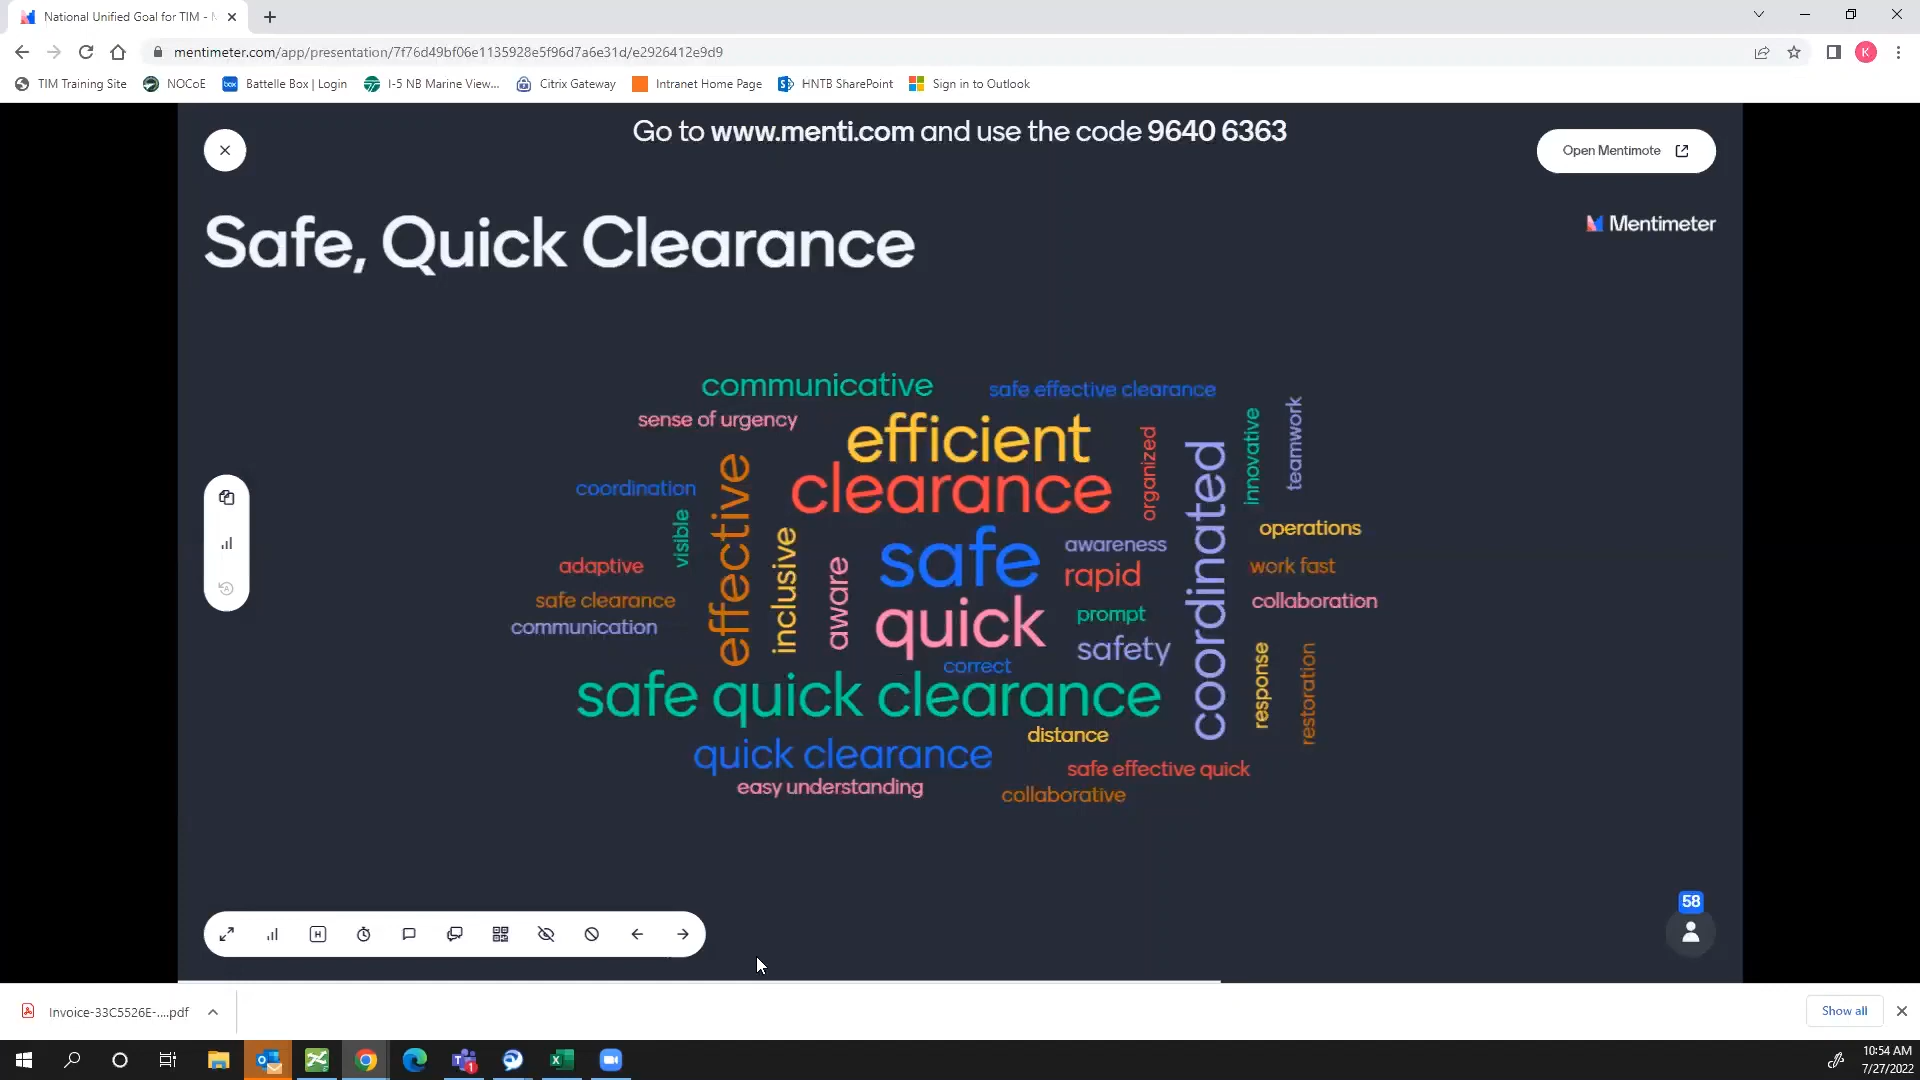 National Unified Goal for TIM - M
mentimeter.com/app/presentation/7f76d49bf06e1135928e5f96d7a6e31d/e2926412e9d9
K
TIM Training Site
NOCoE
box
Battelle Box | Login
I-5 NB Marine View...
Citrix Gateway
Intranet Home Page
HNTB SharePoint
Sign in to Outlook
Go to www.menti.com and use the code 9640 6363
Open Mentimote
Mentimeter
Safe, Quick Clearance
communicative
safe effective clearance
sense of urgency
efficient
clearance
organized
coordinated
innovative
teamwork
coordination
visible
effective
inclusive
aware
safe
awareness
rapid
operations
work fast
adaptive
safe clearance
communication
quick
prompt
safety
collaboration
correct
safe quick clearance
response
restoration
distance
quick clearance
safe effective quick
easy understanding
collaborative
H
58
Invoice-33C5526E-....pdf
Show all
1
10:54 AM
7/27/2022